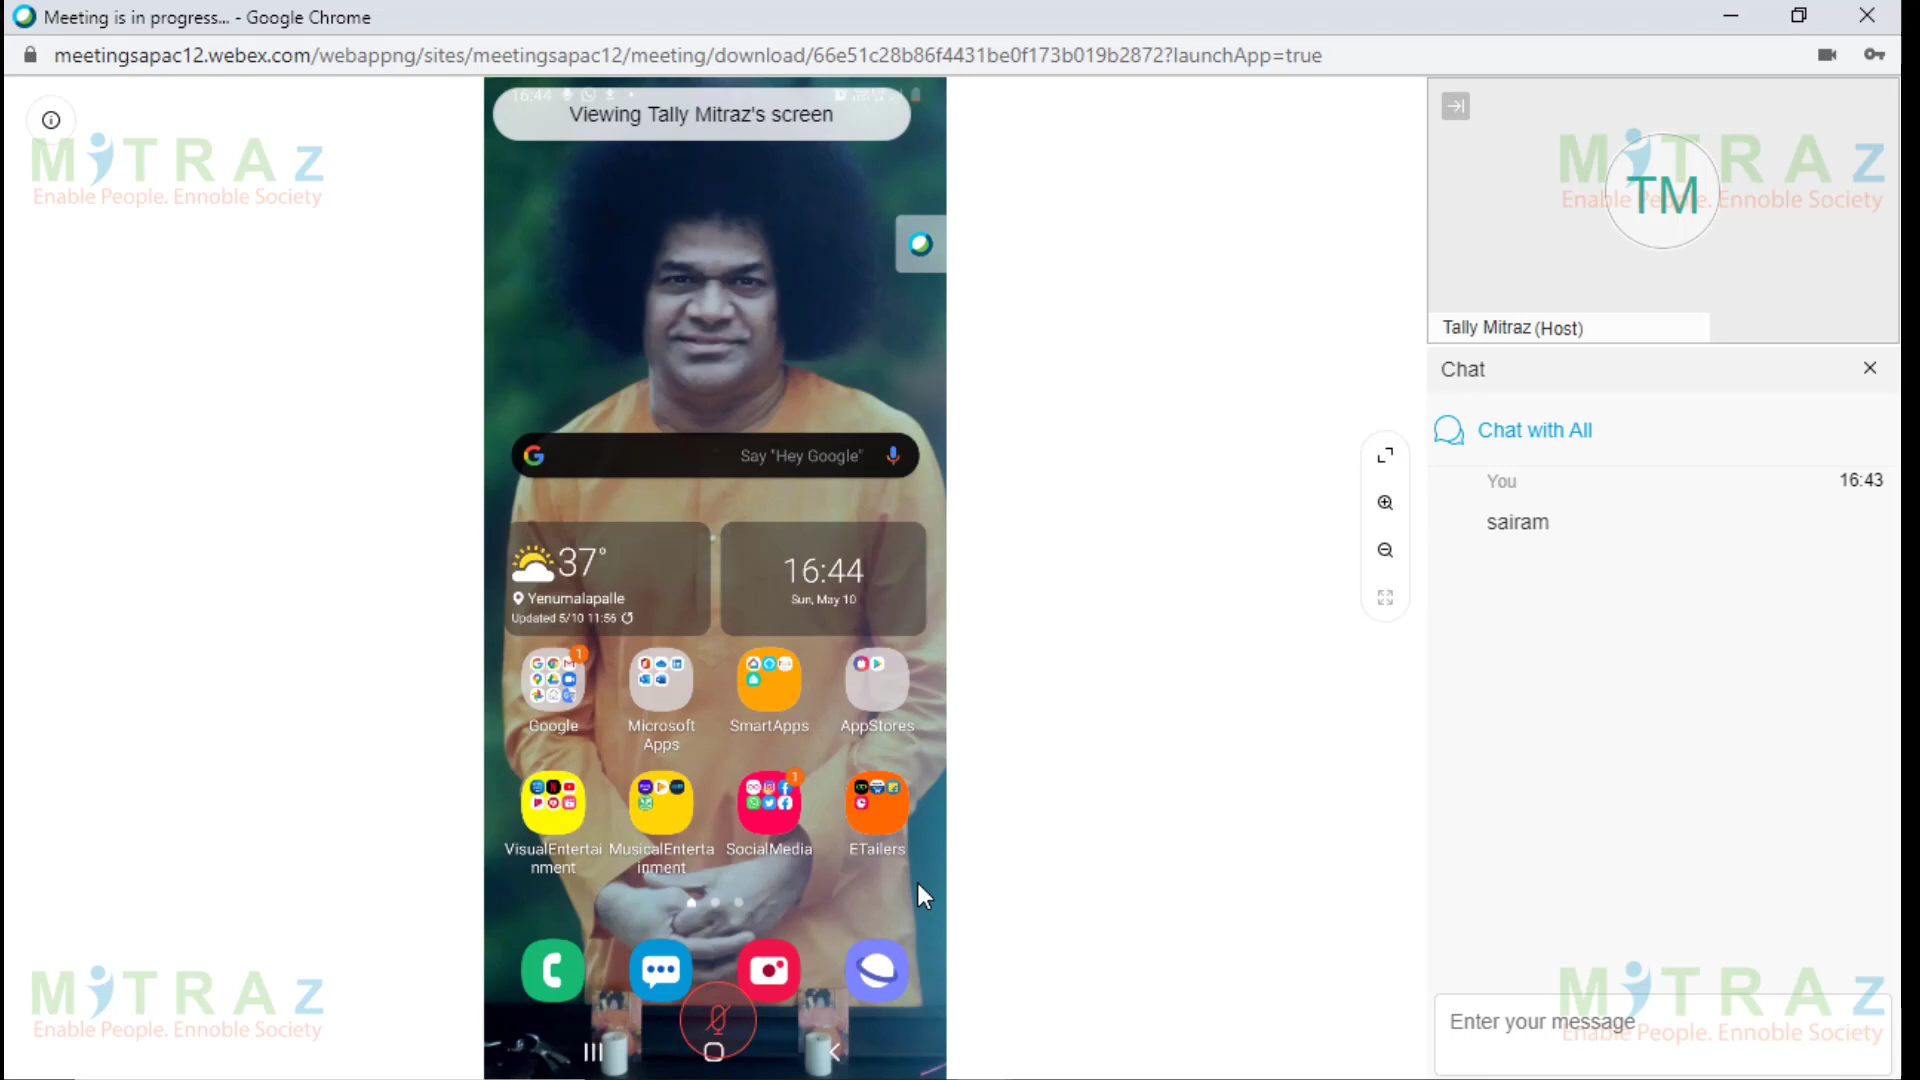 Meeting is in progress... - Google Chrome
meetingsapac12.webex.com/webappng/sites/meetingsapac12/meeting/download/66e51c28b86f4431be0f173b019b2872?launchApp=true
16:44
Viewing Tally Mitraz's screen
MiTRAz
Enable People. Ennoble Society
MiTRAz
Enable People. Ennoble Society
TM
Tally Mitraz (Host)
Chat
Chat with All
You 16:43
sairam
Say "Hey Google"
37°
Yenumalapalle
Updated 5/10 11:56
16:44
Sun, May 10
1
Google
Microsoft Apps
SmartApps
AppStores
1
VisualEntertai
nment
MusicalEnterta
inment
SocialMedia
ETailers
MiTRAz
Enable People. Ennoble Society
MiTRAz
Enable People. Ennoble Society
Enter your message